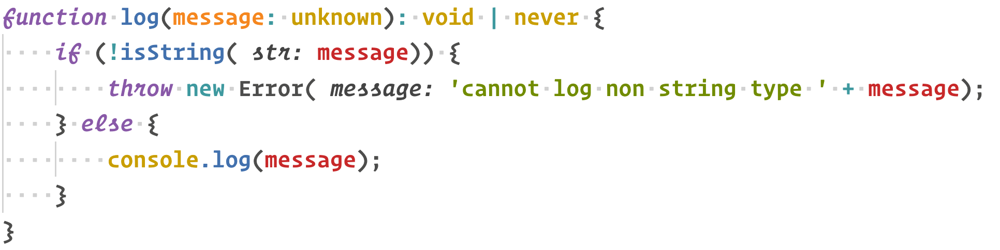 function log(message: unknown): void | never {
    if (!isString( str: message)) {
        throw new Error( message: 'cannot log non string type ' + message);
    } else {
        console.log(message);
    }
}